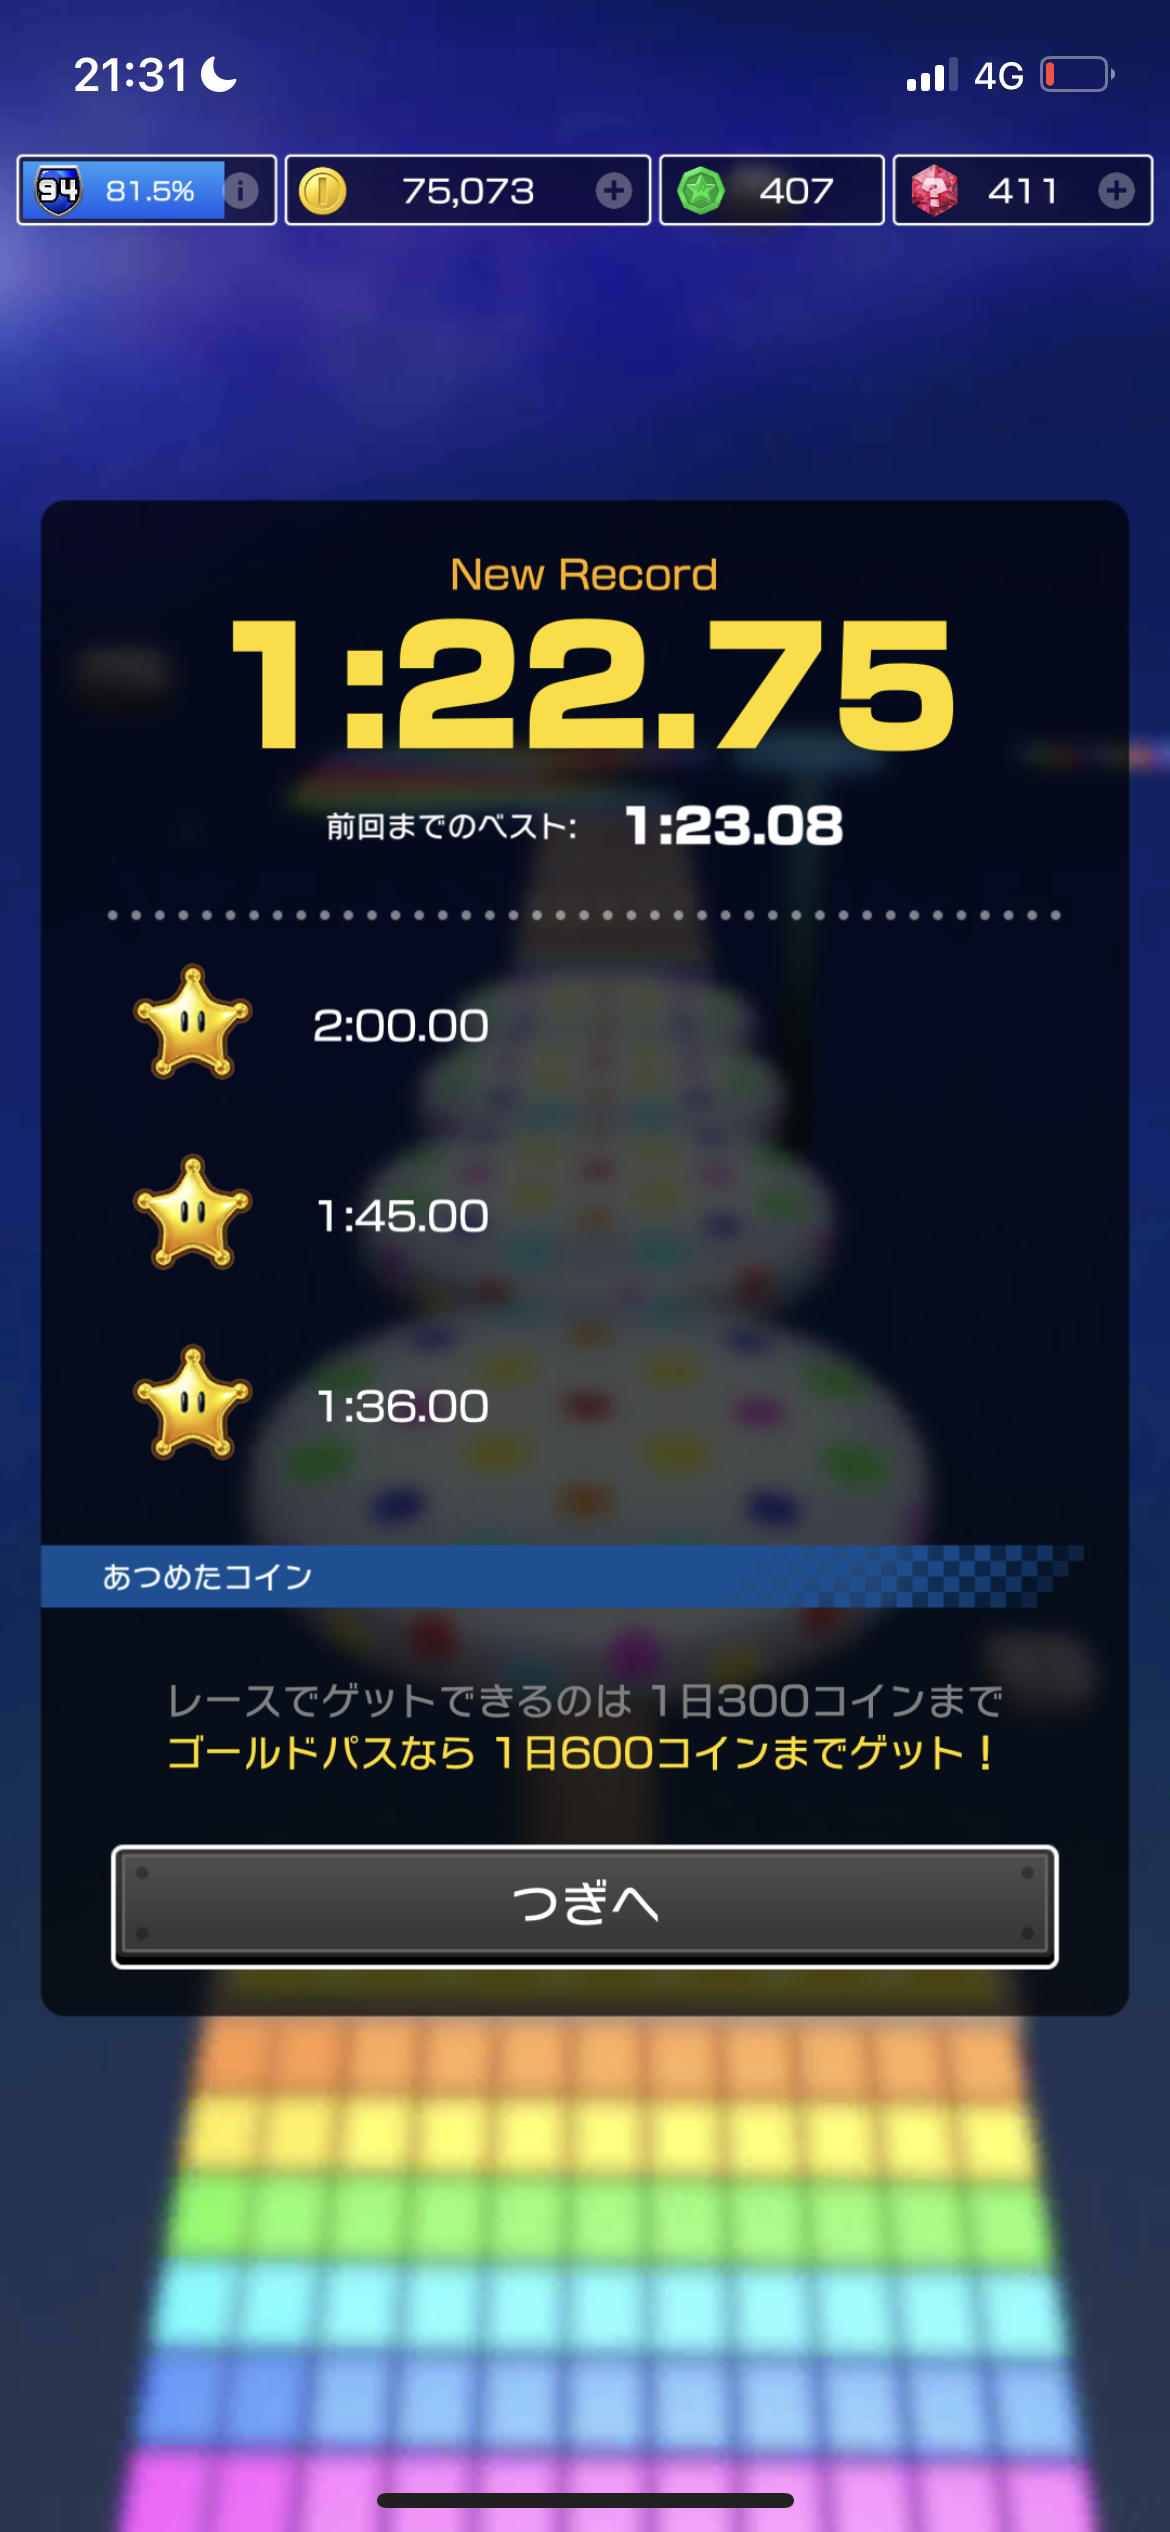 21:31 4G
94 81.5% i 75,073 + 407 ? 411 +
New Record
1:22.75
前回までのベスト: 1:23.08
2:00.00
1:45.00
1:36.00
あつめたコイン
レースでゲットできるのは 1日300コインまで
ゴールドパスなら 1日600コインまでゲット！
つぎへ